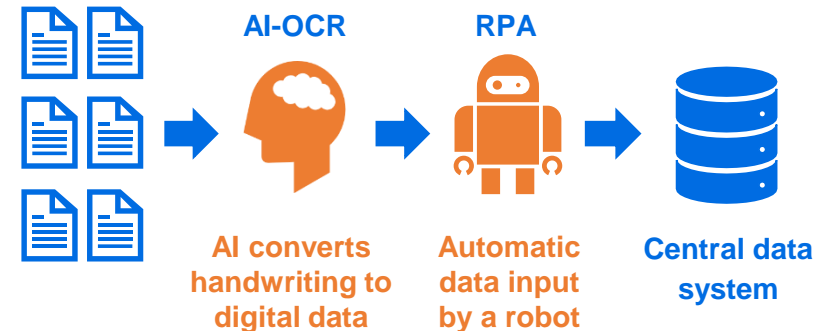 AI-OCR
RPA
AI converts
handwriting to
digital data
Automatic
data input
by a robot
Central data
system